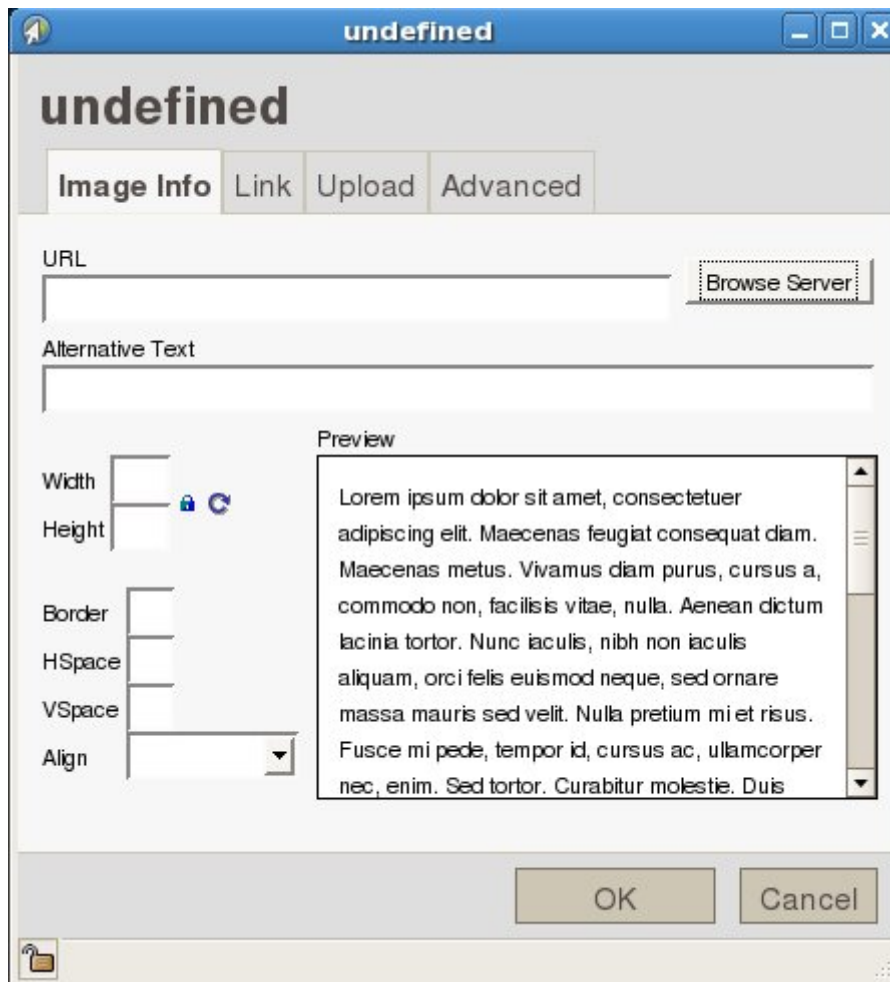 undefined
undefined
Image Info Link Upload Advanced
URL
Browse Server
Alternative Text
Width
Height
Border
HSpace
VSpace
Align
Preview
Lorem ipsum dolor sit amet, consectetuer
adipiscing elit. Maecenas feugiat consequat diam.
Maecenas metus. Vivamus diam purus, cursus a,
commodo non, facilisis vitae, nulla. Aenean dictum
lacinia tortor. Nunc iaculis, nibh non iaculis
aliquam, orci felis euismod neque, sed ornare
massa mauris sed velit. Nulla pretium mi et risus.
Fusce mi pede, tempor id, cursus ac, ullamcorper
nec, enim. Sed tortor. Curabitur molestie. Duis
OK Cancel